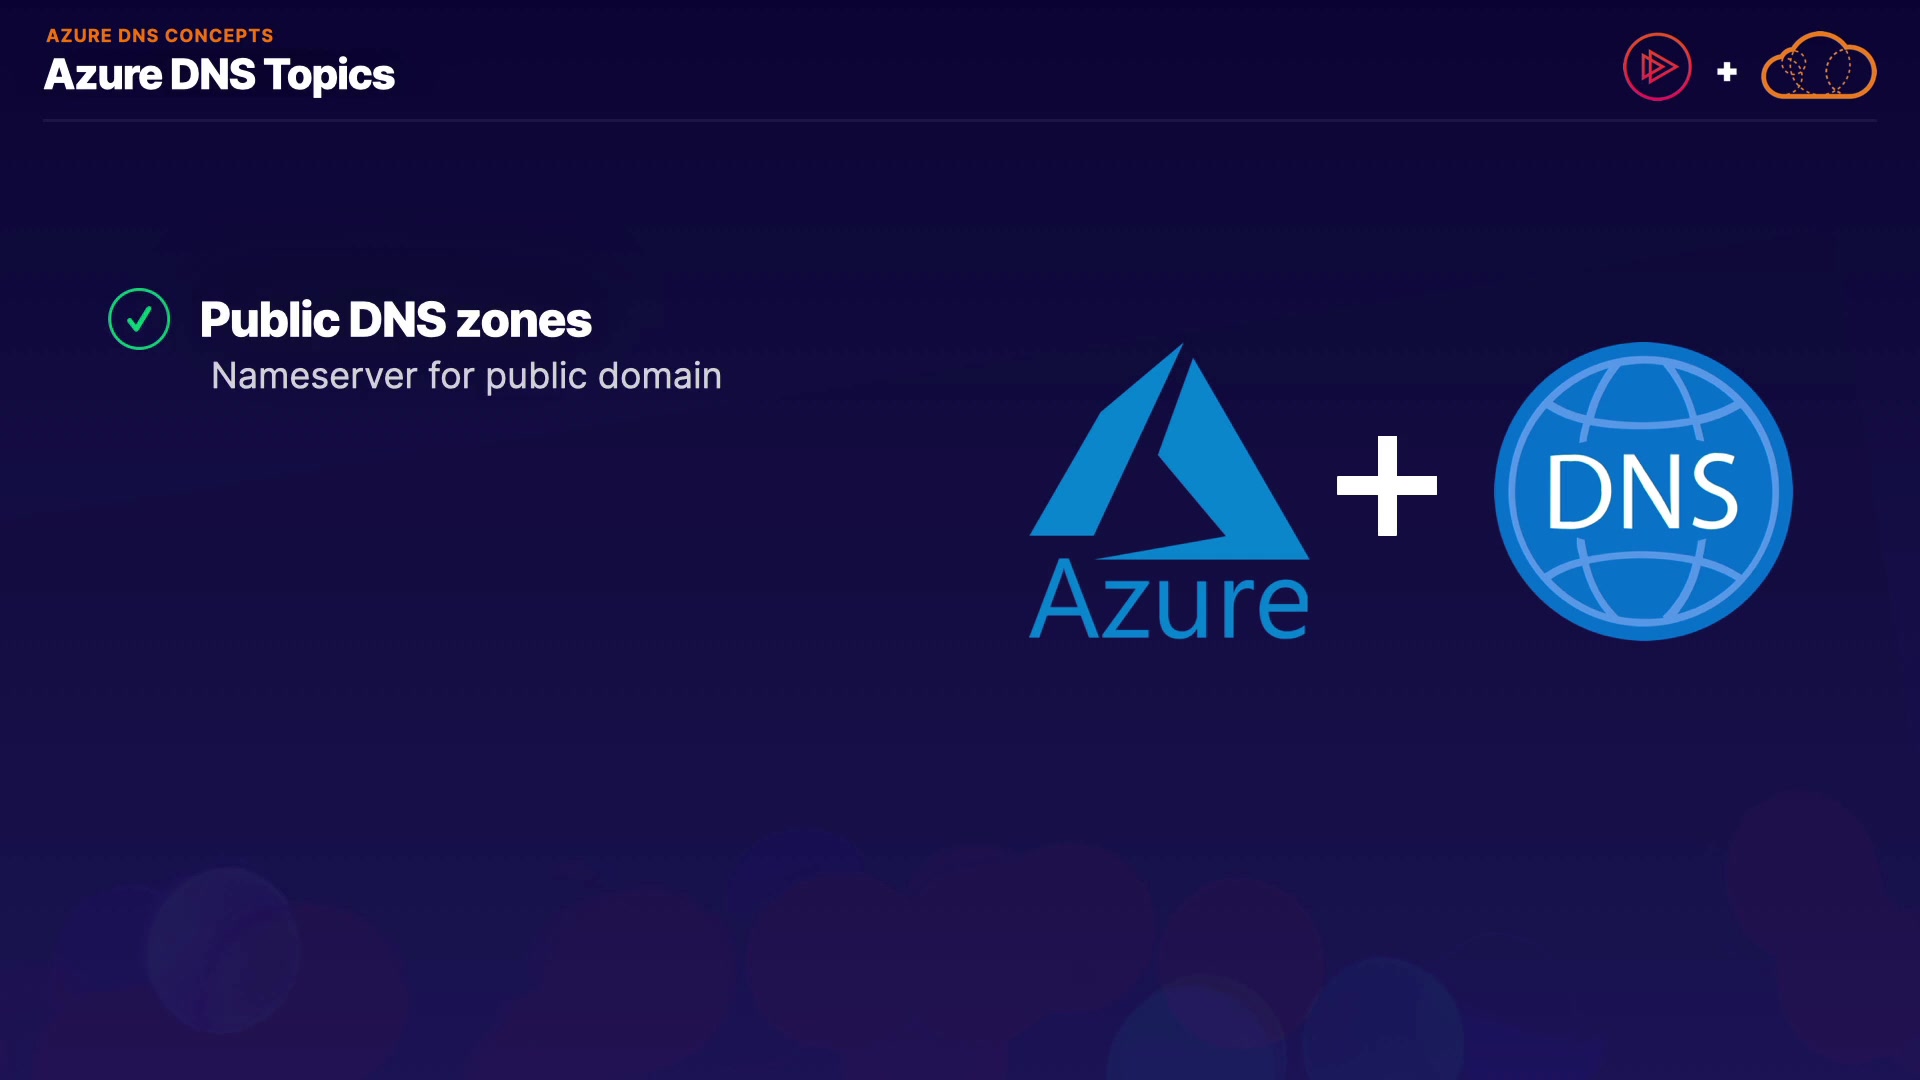 AZURE DNS CONCEPTS
Azure DNS Topics
Public DNS zones
Nameserver for public domain
Azure
DNS